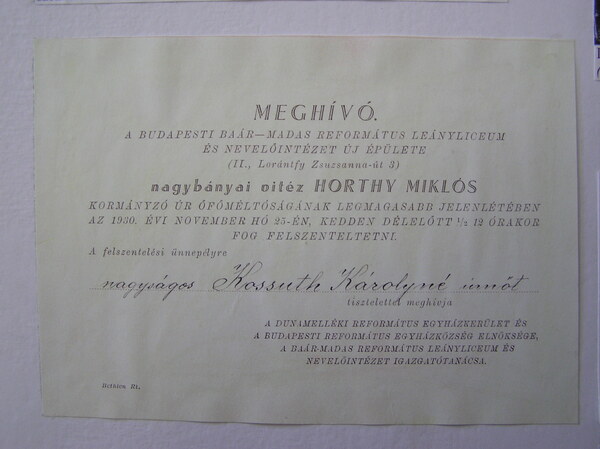 MEGHÍVÓ.
A BUDAPESTI BAÁR—MADAS REFORMÁTUS LEÁNYLICEUM
ÉS NEVELŐINTÉZET ÚJ ÉPÜLETE
(II., Lorántfy Zsuzsanna-út 3)
nagybányai vitéz HORTHY MIKLÓS
KORMÁNYZÓ ÚR ŐFŐMÉLTÓSÁGÁNAK LEGMAGASABB JELENLÉTÉBEN
AZ 1930. ÉVI NOVEMBER HÓ 25-ÉN, KEDDEN DÉLELŐTT ½ 12 ÓRAKOR
FOG FELSZENTELTETNI.
A felszentelési ünnepélyre
nagyságos Kossuth Károlyné úrnőt
tisztelettel meghívja
A DUNAMELLÉKI REFORMÁTUS EGYHÁZKERÜLET ÉS
A BUDAPESTI REFORMÁTUS EGYHÁZKÖZSÉG ELNÖKSÉGE,
A BAÁR-MADAS REFORMÁTUS LEÁNYLICEUM ÉS
NEVELŐINTÉZET IGAZGATÓTANÁCSA.
Bethlen Rt.